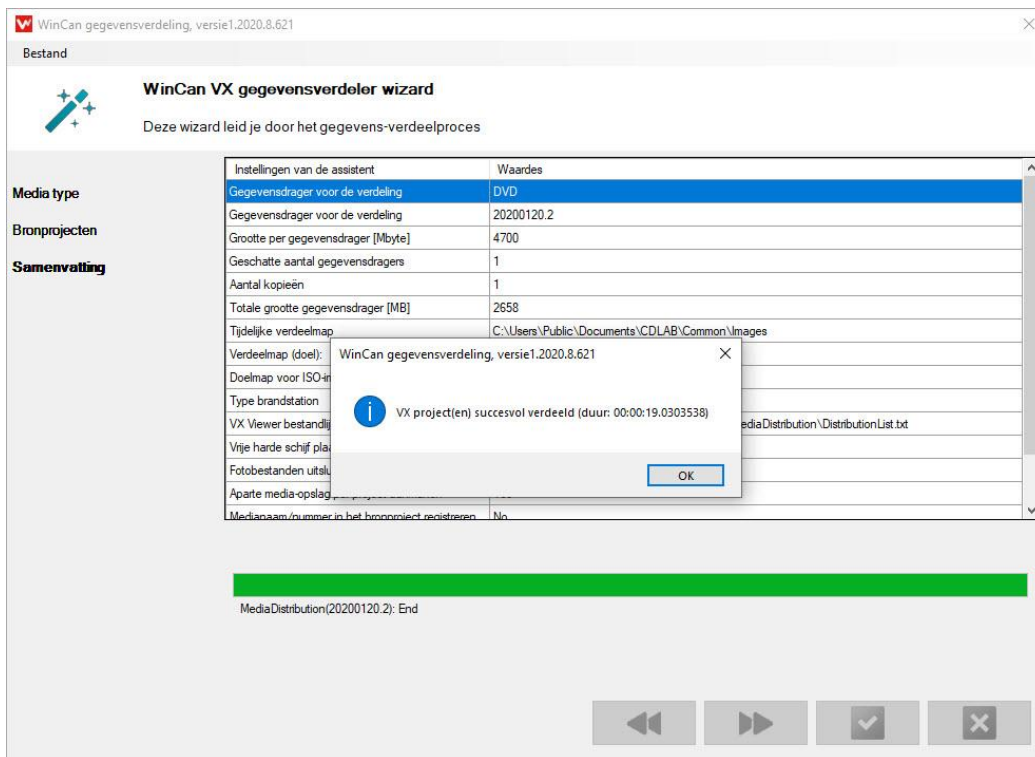 WinCan gegevensverdeling, versie1.2020.8.621
Bestand
WinCan VX gegevensverdeler wizard
Deze wizard leid je door het gegevens-verdeelproces
Media type
Bronprojecten
Samenvatting
Instellingen van de assistent Waardes
Gegevensdrager voor de verdeling DVD
Gegevensdrager voor de verdeling 20200120.2
Grootte per gegevensdrager [Mbyte] 4700
Geschatte aantal gegevensdragers 1
Aantal kopieën 1
Totale grootte gegevensdrager [MB] 2658
Tijdelijke verdeelmap C:\Users\Public\Documents\CDLAB\Common\Images
Verdeelmap (doel):
Doelmap voor ISO-in
Type brandstation
VX Viewer bestandlij ediaDistribution\DistributionList.txt
Vrije harde schijf pla
Fotobestanden uitslu
Aparte media-opslag
Medianaam/nummer in het bronproject registreren No
WinCan gegevensverdeling, versie1.2020.8.621
VX project(en) succesvol verdeeld (duur: 00:00:19.0303538)
OK
MediaDistribution(20200120.2): End